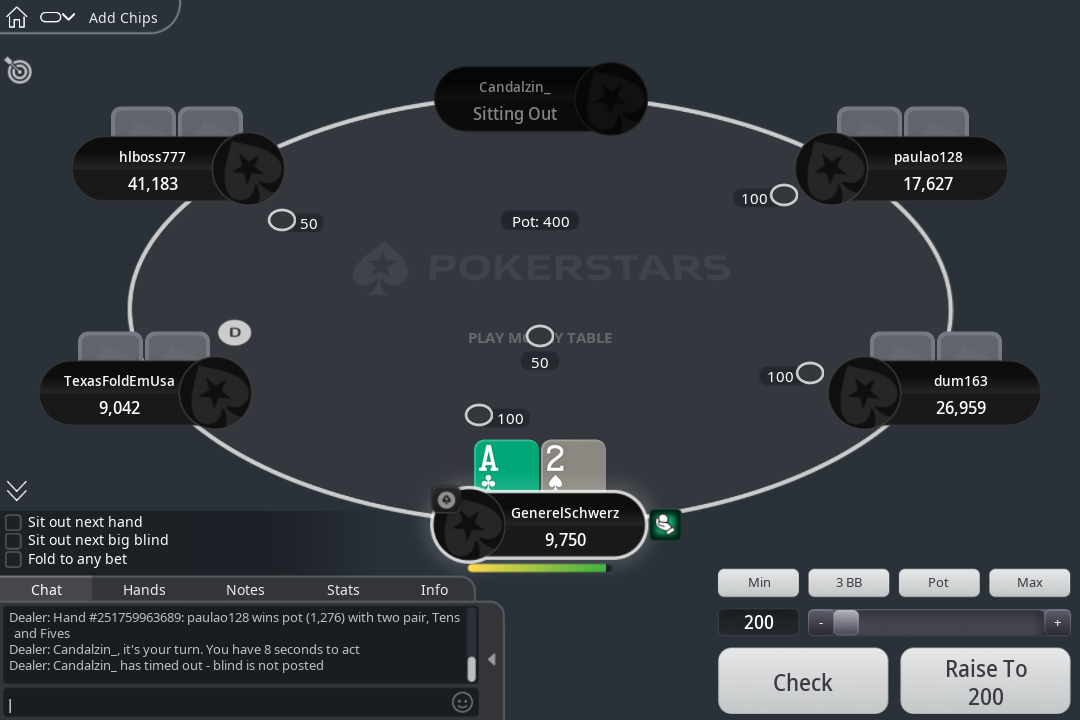 Add Chips
Candalzin_
Sitting Out
hlboss777
41,183
paulao128
17,627
100
50
Pot: 400
POKERSTARS
D
PLAY MONEY TABLE
50
TexasFoldEmUsa
9,042
100
dum163
26,959
100
A
2
GenerelSchwerz
9,750
Sit out next hand
Sit out next big blind
Fold to any bet
Chat
Hands
Notes
Stats
Info
Dealer: Hand #251759963689: paulao128 wins pot (1,276) with two pair, Tens
and Fives
Dealer: Candalzin_, it's your turn. You have 8 seconds to act
Dealer: Candalzin_ has timed out - blind is not posted
Min
3 BB
Pot
Max
200
-
+
Check
Raise To
200